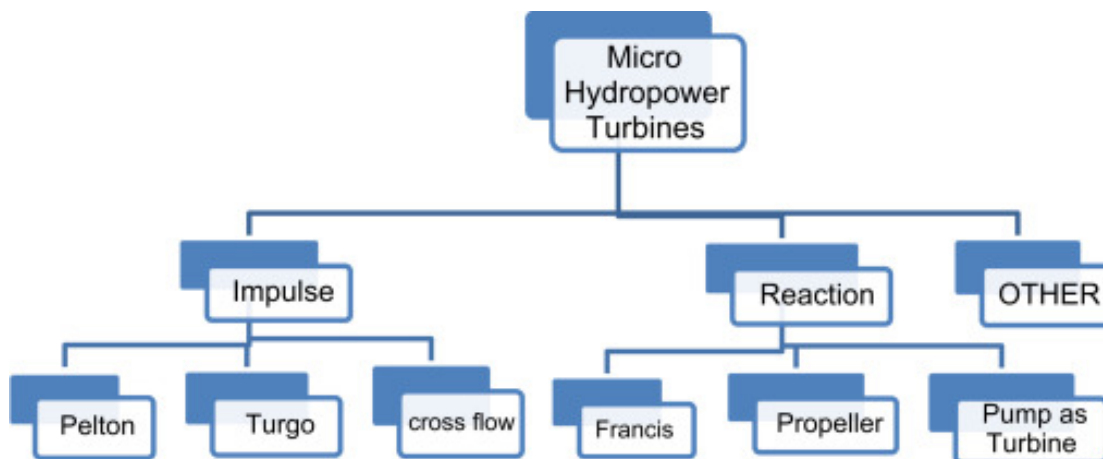 Micro
Hydropower
Turbines
Impulse
Reaction
OTHER
Pelton
Turgo
cross flow
Francis
Propeller
Pump as
Turbine